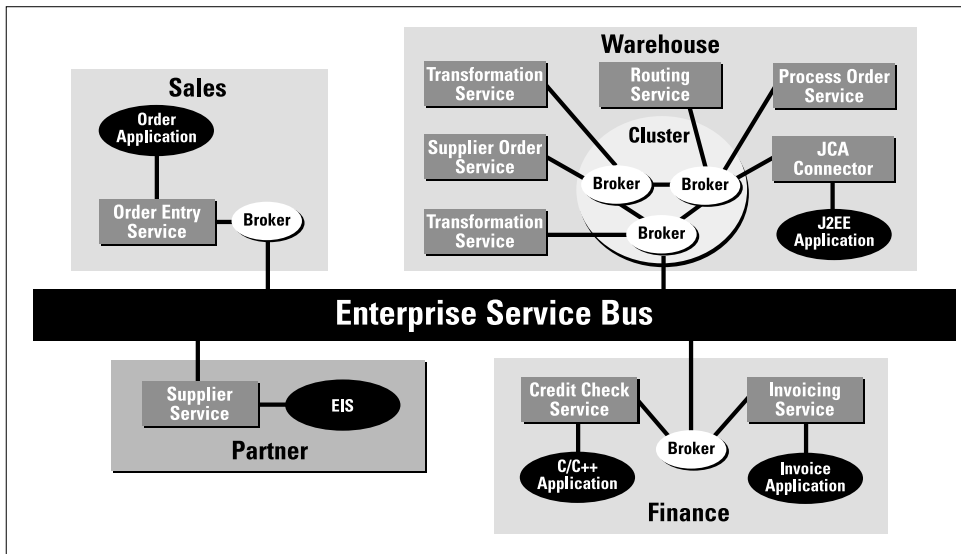 Sales
Order
Application
Order Entry
Service
Broker
Warehouse
Transformation
Service
Routing
Service
Process Order
Service
Cluster
Supplier Order
Service
Broker
Broker
JCA
Connector
Transformation
Service
Broker
J2EE
Application
Enterprise Service Bus
Supplier
Service
EIS
Partner
Credit Check
Service
Invoicing
Service
Broker
C/C++
Application
Invoice
Application
Finance